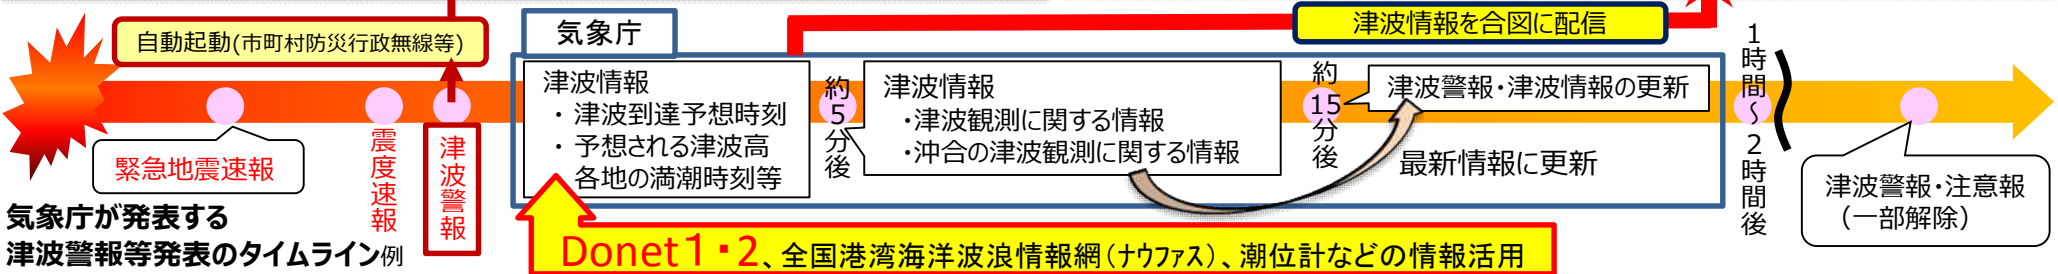 自動起動(市町村防災行政無線等)
気象庁
津波情報を合図に配信
緊急地震速報
震度速報
津波警報
津波情報
・ 津波到達予想時刻
・ 予想される津波高
各地の満潮時刻等
約5分後
津波情報
・津波観測に関する情報
・沖合の津波観測に関する情報
約15分後
津波警報・津波情報の更新
最新情報に更新
1時間～2時間後
津波警報・注意報
（一部解除）
気象庁が発表する
津波警報等発表のタイムライン例
Donet1・2、全国港湾海洋波浪情報網（ナウファス）、潮位計などの情報活用